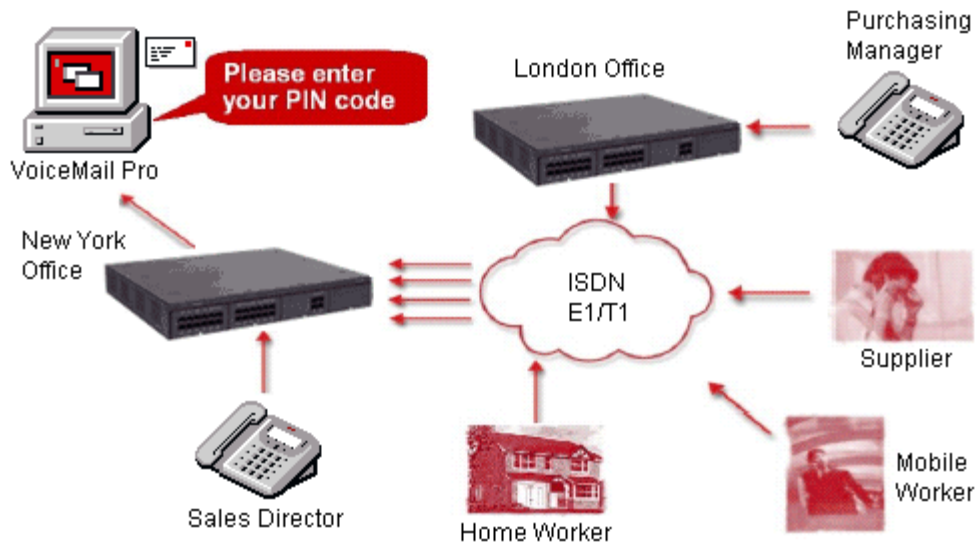 Purchasing
Manager
London Office
Please enter
your PIN code
VoiceMail Pro
New York
Office
ISDN
E1/T1
Supplier
Sales Director
Home Worker
Mobile
Worker